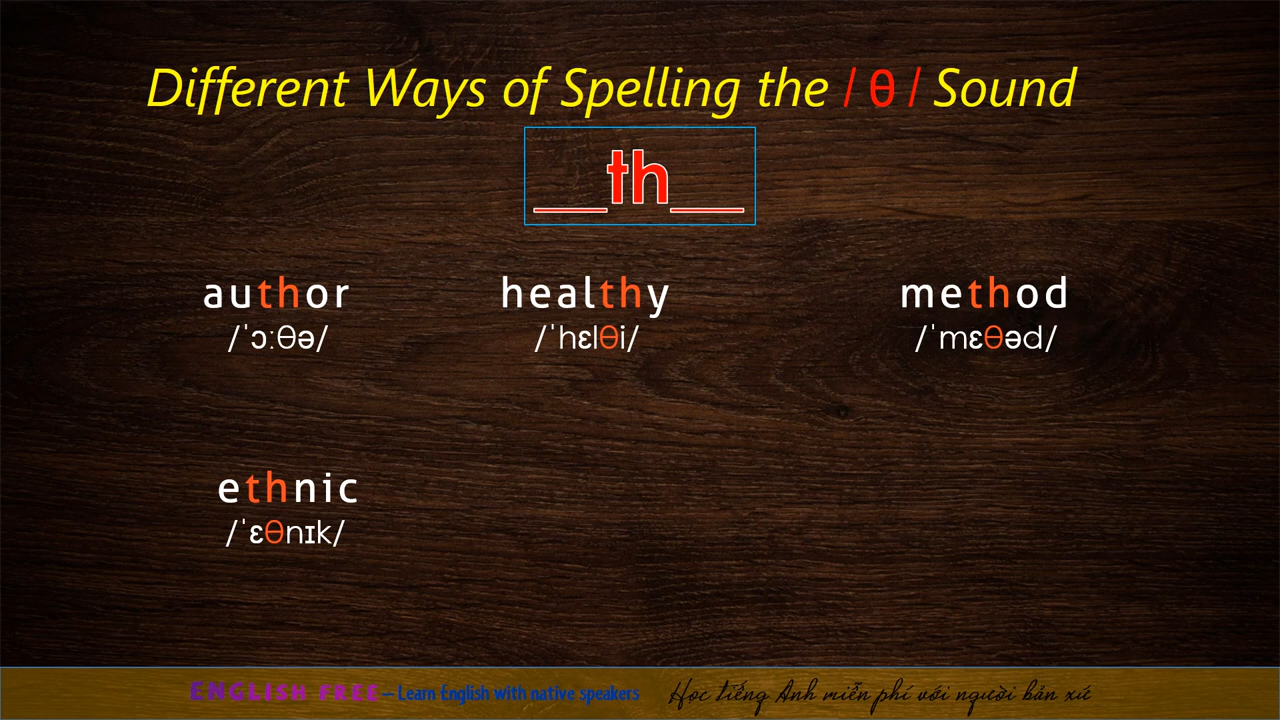 Different Ways of Spelling the / θ / Sound
__th__
author healthy method
/ˈɔːθə/ /ˈhɛlθi/ /ˈmɛθəd/
ethnic
/ˈɛθnɪk/
ENGLISH FREE – Learn English with native speakers Học tiếng Anh miễn phí với người bản xứ